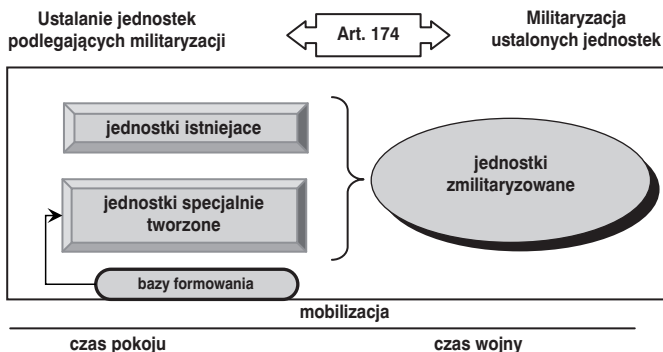 Ustalanie jednostek
podlegających militaryzacji
Art. 174
Militaryzacja
ustalonych jednostek
jednostki istniejace
jednostki specjalnie
tworzone
bazy formowania
jednostki
zmilitaryzowane
mobilizacja
czas pokoju
czas wojny